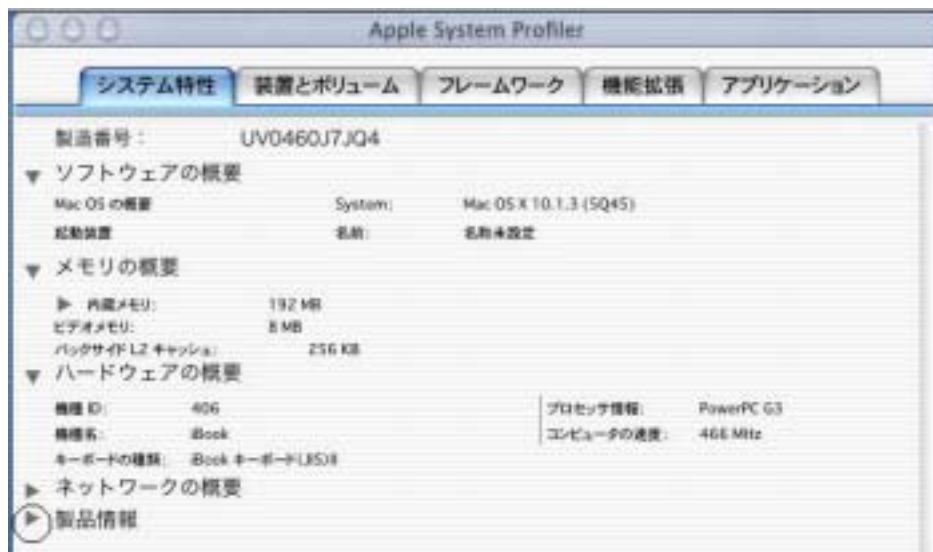 Apple System Profiler
システム特性 装置とボリューム フレームワーク 機能拡張 アプリケーション
製造番号： UV0460J7JQ4
ソフトウェアの概要
Mac OS の概要 System: Mac OS X 10.1.3 (5Q45)
起動装置 名前: 名称未設定
メモリの概要
内蔵メモリ: 192 MB
ビデオメモリ: 8 MB
バックサイド L2 キャッシュ: 256 KB
ハードウェアの概要
機種 ID: 406 プロセッサ情報: PowerPC G3
機種名: iBook コンピュータの速度: 466 MHz
キーボードの種類: iBook キーボード(JIS)II
ネットワークの概要
製品情報